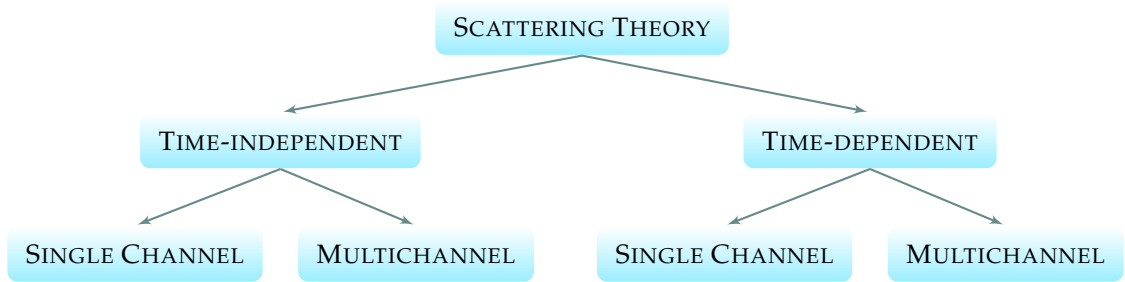 SCATTERING THEORY
TIME-INDEPENDENT
TIME-DEPENDENT
SINGLE CHANNEL
MULTICHANNEL
SINGLE CHANNEL
MULTICHANNEL